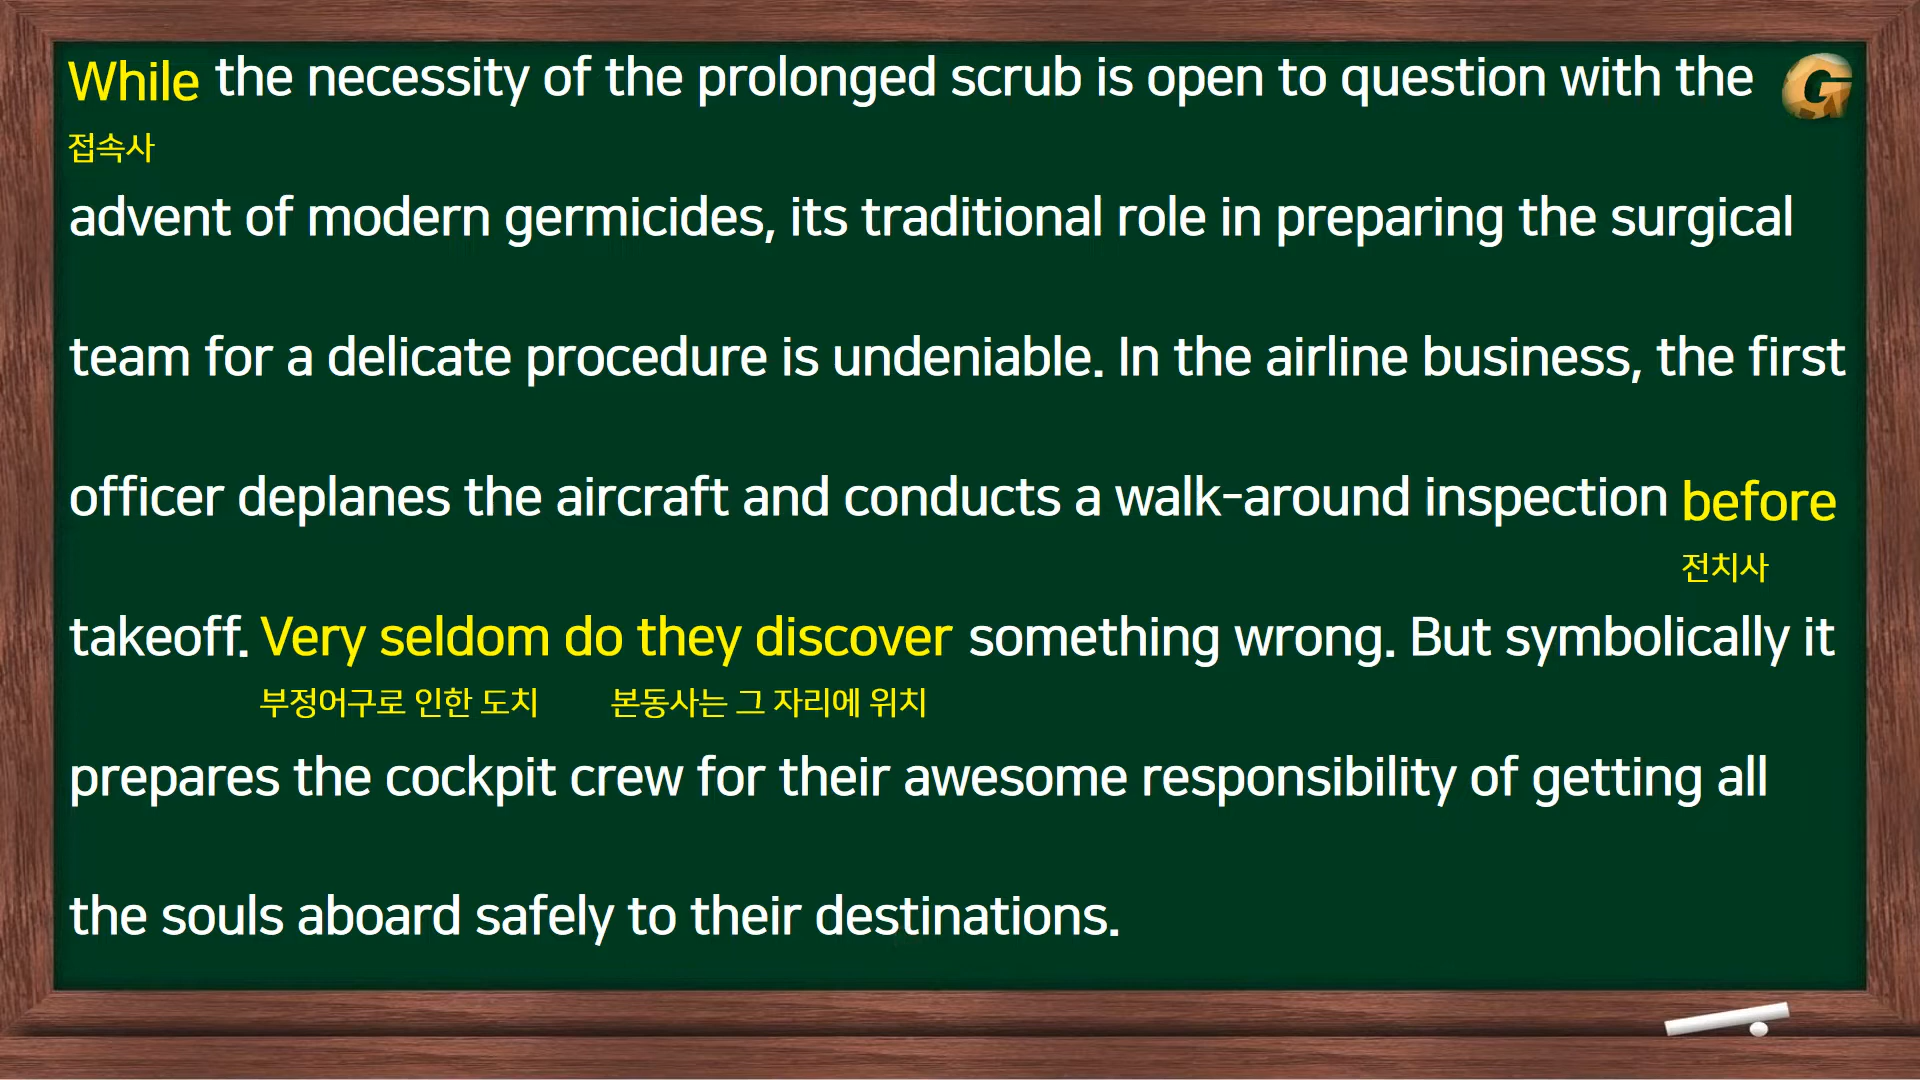 While the necessity of the prolonged scrub is open to question with the
접속사
advent of modern germicides, its traditional role in preparing the surgical
team for a delicate procedure is undeniable. In the airline business, the first
officer deplanes the aircraft and conducts a walk-around inspection before
전치사
takeoff. Very seldom do they discover something wrong. But symbolically it
부정어구로 인한 도치 본동사는 그 자리에 위치
prepares the cockpit crew for their awesome responsibility of getting all
the souls aboard safely to their destinations.